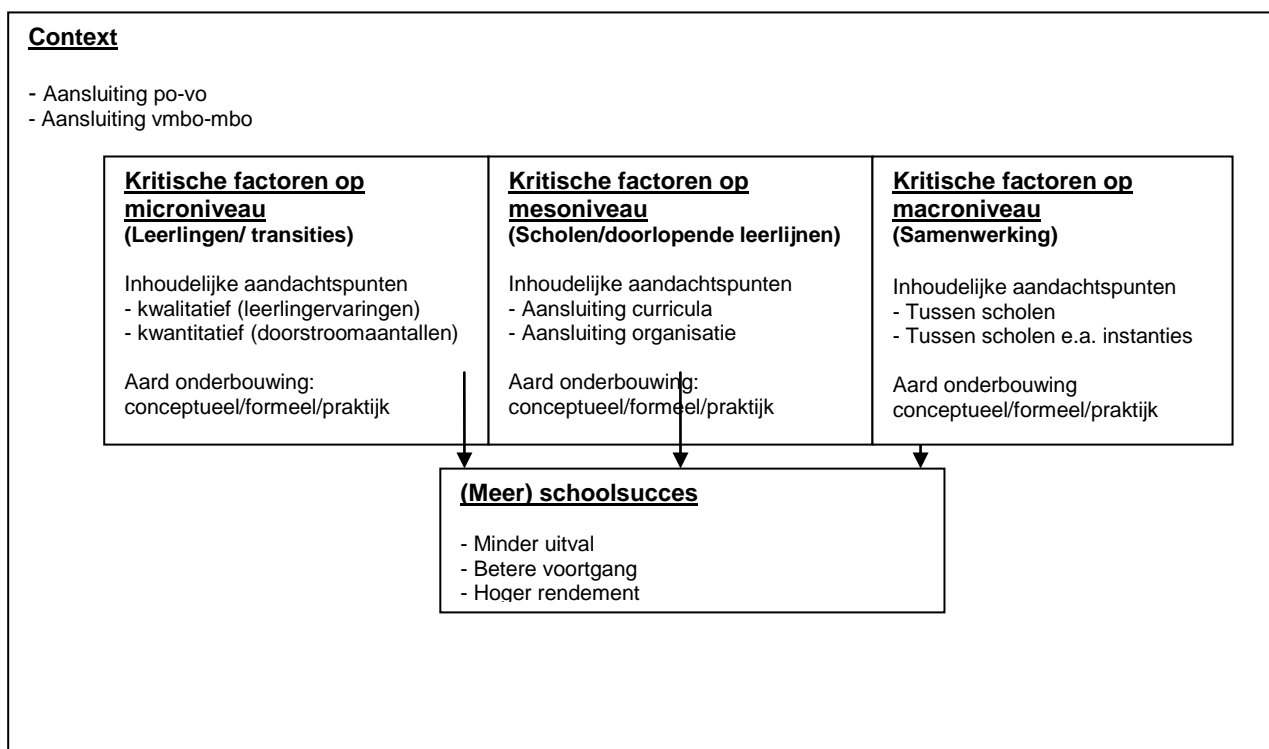 Context
- Aansluiting po-vo
- Aansluiting vmbo-mbo
Kritische factoren op
microniveau
(Leerlingen/ transities)
Inhoudelijke aandachtspunten
- kwalitatief (leerlingervaringen)
- kwantitatief (doorstroomaantallen)
Aard onderbouwing:
conceptueel/formeel/praktijk
Kritische factoren op
mesoniveau
(Scholen/doorlopende leerlijnen)
Inhoudelijke aandachtspunten
- Aansluiting curricula
- Aansluiting organisatie
Aard onderbouwing:
conceptueel/formeel/praktijk
Kritische factoren op
macroniveau
(Samenwerking)
Inhoudelijke aandachtspunten
- Tussen scholen
- Tussen scholen e.a. instanties
Aard onderbouwing
conceptueel/formeel/praktijk
(Meer) schoolsucces
- Minder uitval
- Betere voortgang
- Hoger rendement